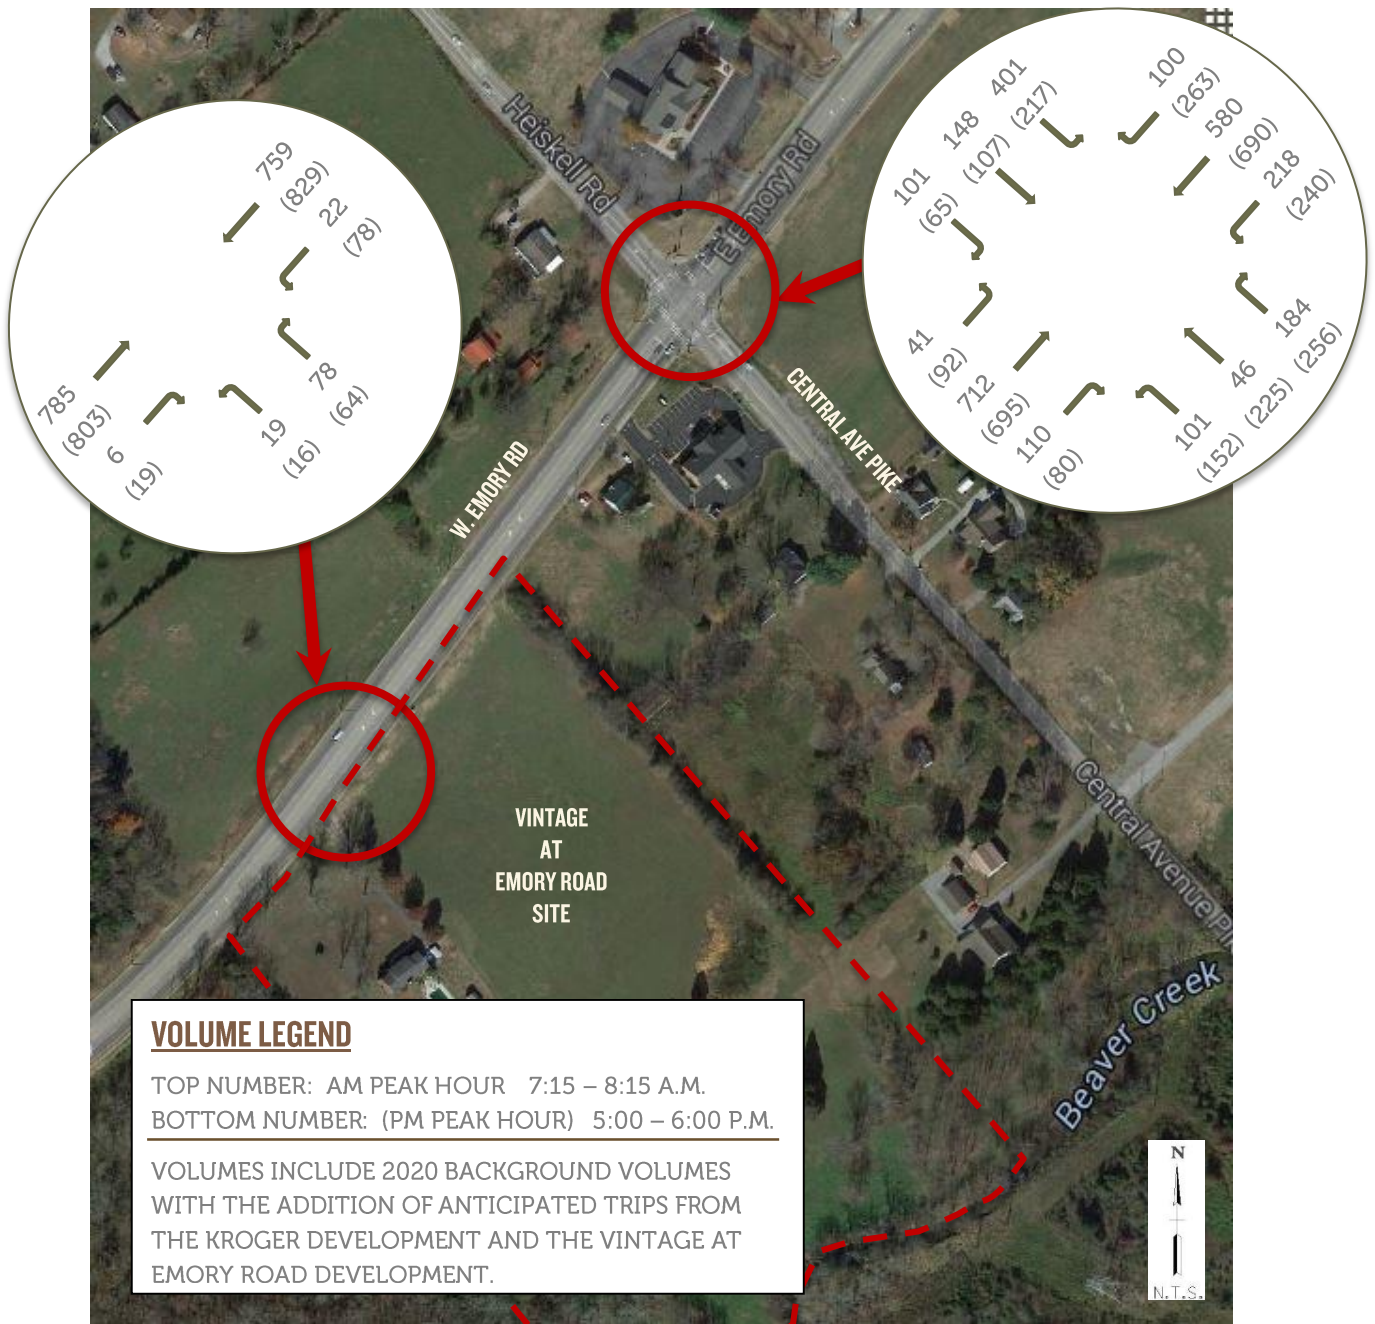 759
(829)
22
(78)
785
(803)
6
(19)
19
(16)
78
(64)
401
(217)
148
(107)
101
(65)
100
(263)
580
(690)
218
(240)
41
(92)
712
(695)
110
(80)
184
(256)
46
(225)
101
(152)
Heiskell Rd
E Emory Rd
W. EMORY RD
CENTRAL AVE PIKE
Central Avenue Pi
Beaver Creek
VINTAGE
AT
EMORY ROAD
SITE
VOLUME LEGEND
TOP NUMBER: AM PEAK HOUR 7:15 – 8:15 A.M.
BOTTOM NUMBER: (PM PEAK HOUR) 5:00 – 6:00 P.M.
VOLUMES INCLUDE 2020 BACKGROUND VOLUMES
WITH THE ADDITION OF ANTICIPATED TRIPS FROM
THE KROGER DEVELOPMENT AND THE VINTAGE AT
EMORY ROAD DEVELOPMENT.
N
N.T.S.